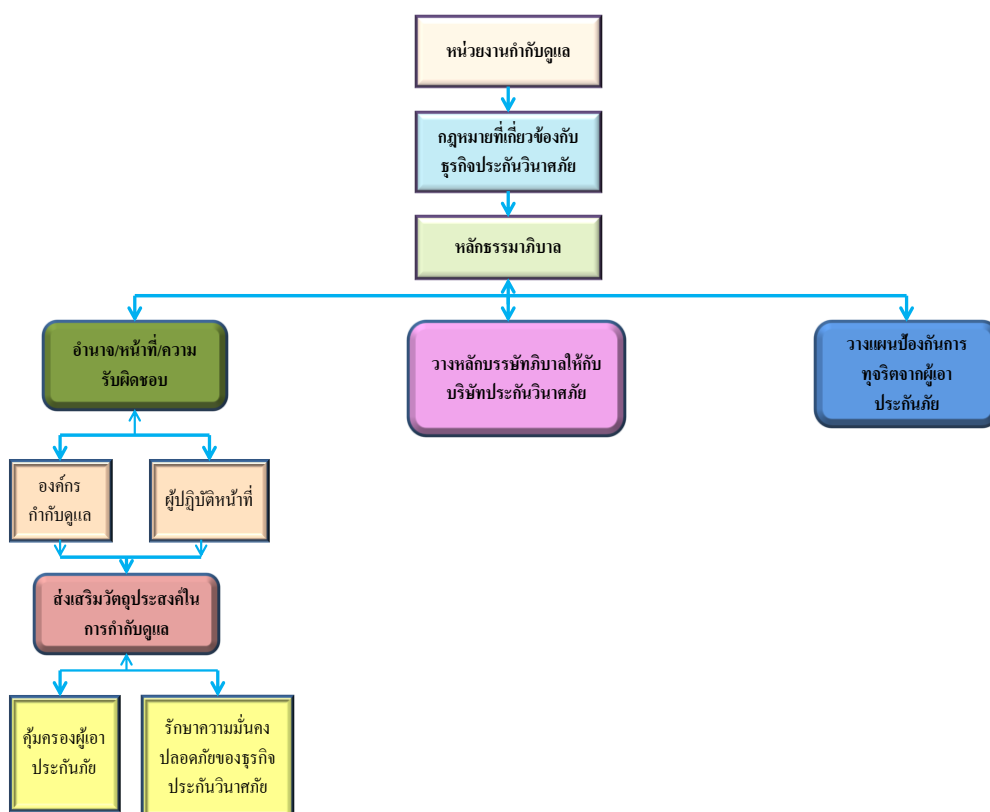 หน่วยงานกำกับดูแล
กฎหมายที่เกี่ยวข้องกับ
ธุรกิจประกันวินาศภัย
หลักธรรมาภิบาล
อำนาจ/หน้าที่/ความ
รับผิดชอบ
วางหลักบรรษัทภิบาลให้กับ
บริษัทประกันวินาศภัย
วางแผนป้องกันการ
ทุจริตจากผู้เอา
ประกันภัย
องค์กร
กำกับดูแล
ผู้ปฏิบัติหน้าที่
ส่งเสริมวัตถุประสงค์ใน
การกำกับดูแล
คุ้มครองผู้เอา
ประกันภัย
รักษาความมั่นคง
ปลอดภัยของธุรกิจ
ประกันวินาศภัย